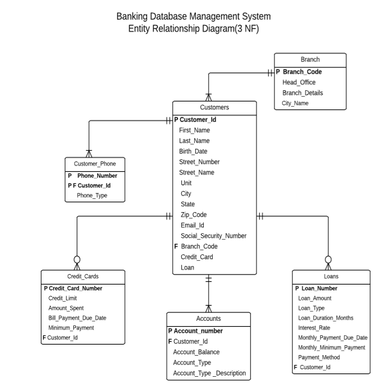 Banking Database Management System
Entity Relationship Diagram(3 NF)
Branch
P Branch_Code
Head_Office
Branch_Details
City_Name
Customers
P Customer_Id
First_Name
Last_Name
Birth_Date
Street_Number
Street_Name
Unit
City
State
Zip_Code
Email_Id
Social_Security_Number
F Branch_Code
Credit_Card
Loan
Customer_Phone
P Phone_Number
P F Customer_Id
Phone_Type
Credit_Cards
P Credit_Card_Number
Credit_Limit
Amount_Spent
Bill_Payment_Due_Date
Minimum_Payment
F Customer_Id
Loans
P Loan_Number
Loan_Amount
Loan_Type
Loan_Duration_Months
Interest_Rate
Monthly_Payment_Due_Date
Monthly_Minimum_Payment
Payment_Method
F Customer_Id
Accounts
P Account_number
F Customer_Id
Account_Balance
Account_Type
Account_Type _Description